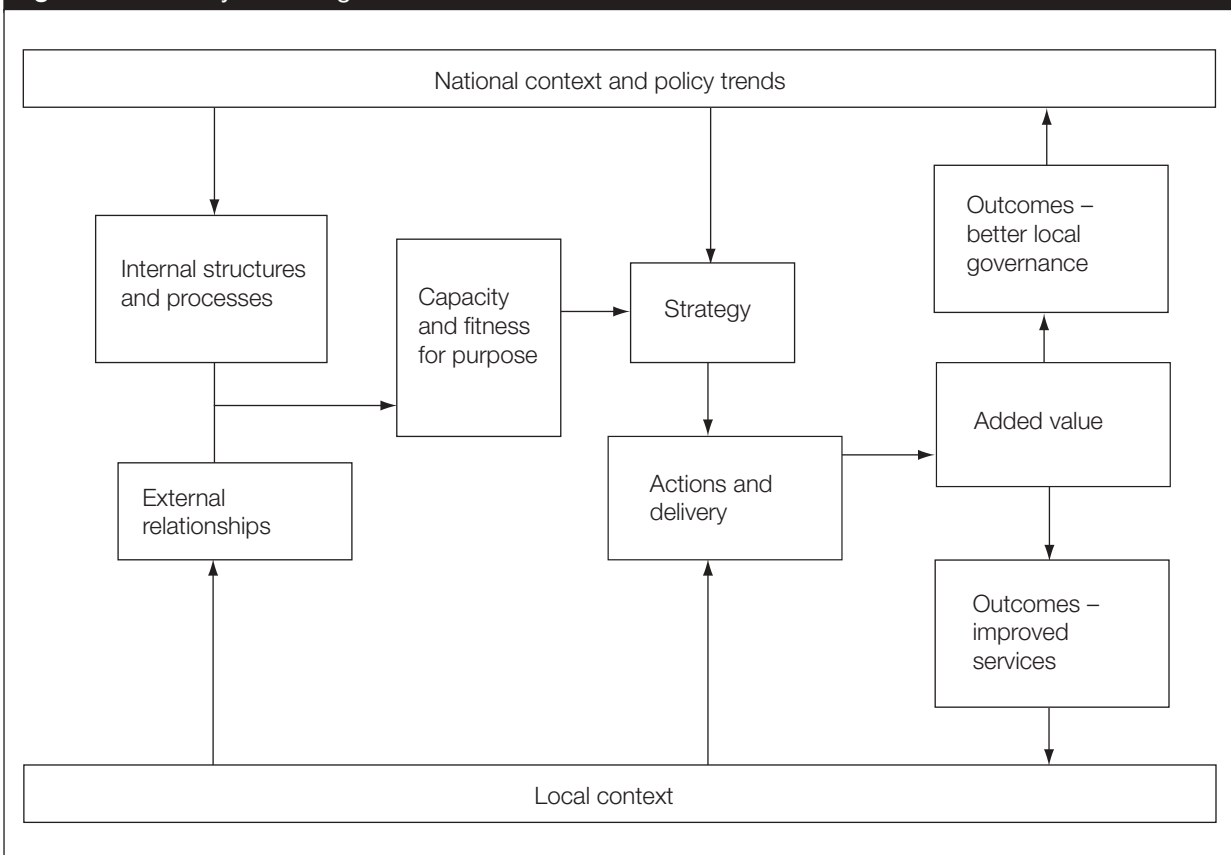 National context and policy trends
Internal structures
and processes
Capacity
and fitness
for purpose
Strategy
Outcomes –
better local
governance
Added value
External
relationships
Actions and
delivery
Outcomes –
improved
services
Local context